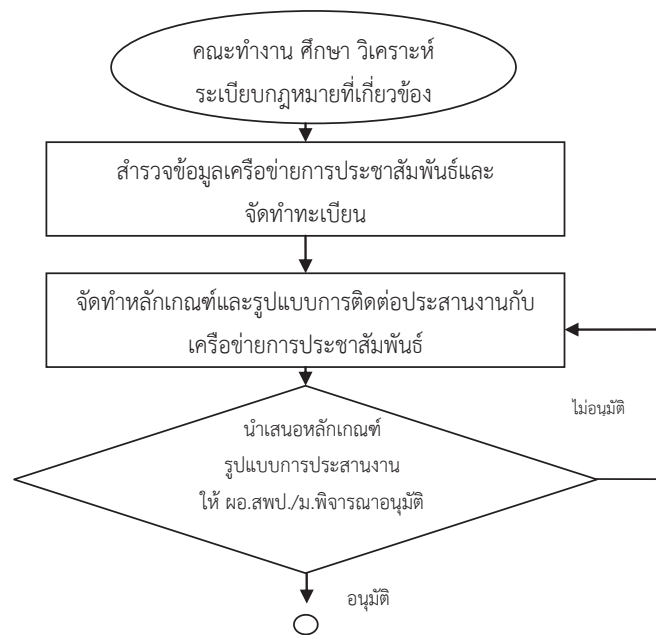 คณะทำงาน ศึกษา วิเคราะห์
ระเบียบกฎหมายที่เกี่ยวข้อง
สำรวจข้อมูลเครือข่ายการประชาสัมพันธ์และ
จัดทำทะเบียน
จัดทำหลักเกณฑ์และรูปแบบการติดต่อประสานงานกับ
เครือข่ายการประชาสัมพันธ์
ไม่อนุมัติ
นำเสนอหลักเกณฑ์
รูปแบบการประสานงาน
ให้ ผอ.สพป./ม.พิจารณาอนุมัติ
อนุมัติ